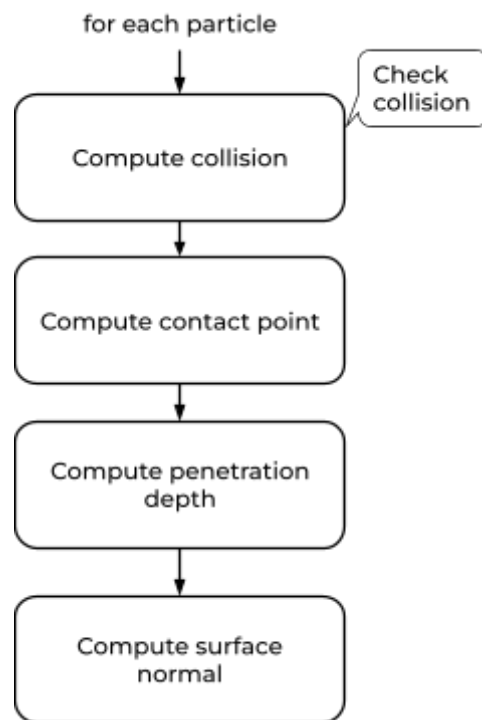 for each particle
Check
collision
Compute collision
Compute contact point
Compute penetration
depth
Compute surface
normal